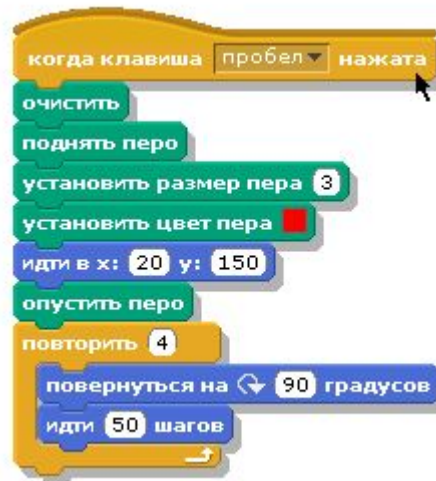 когда клавиша пробел нажата
очистить
поднять перо
установить размер пера 3
установить цвет пера
идти в x: 20 y: 150
опустить перо
повторить 4
повернуться на 90 градусов
идти 50 шагов